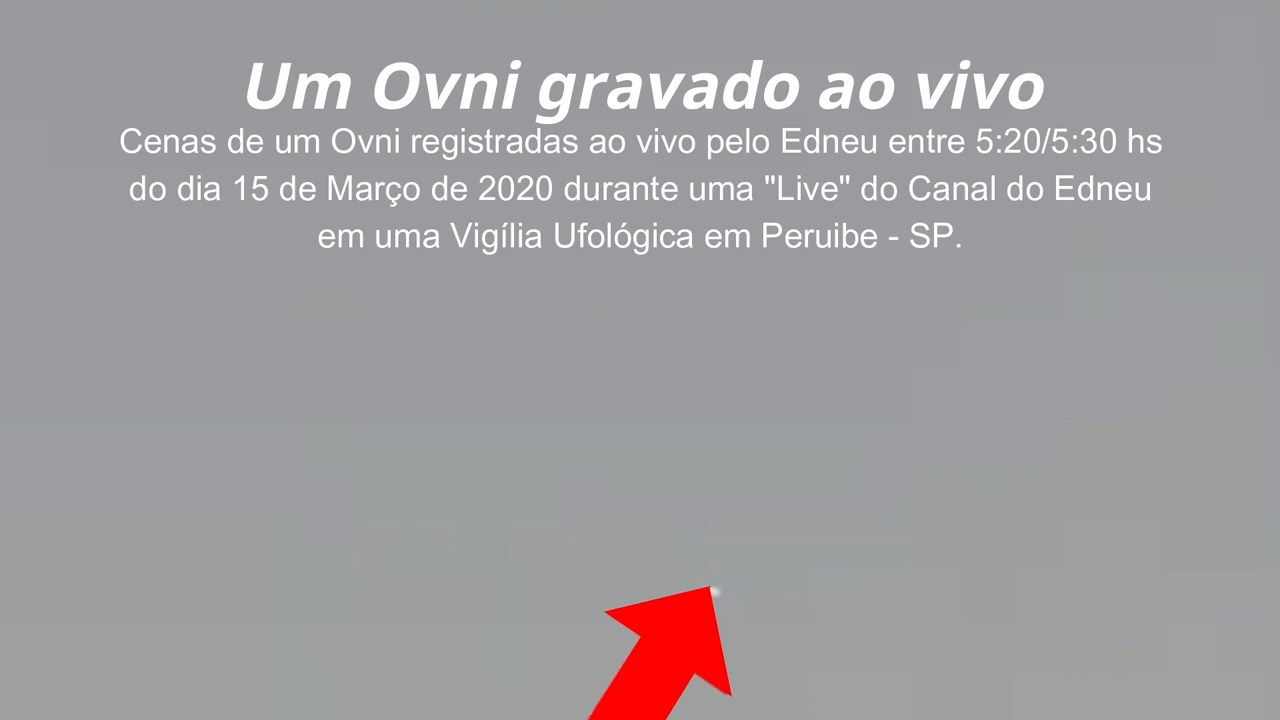 Um Ovni gravado ao vivo
Cenas de um Ovni registradas ao vivo pelo Edneu entre 5:20/5:30 hs
do dia 15 de Março de 2020 durante uma "Live" do Canal do Edneu
em uma Vigília Ufológica em Peruibe - SP.